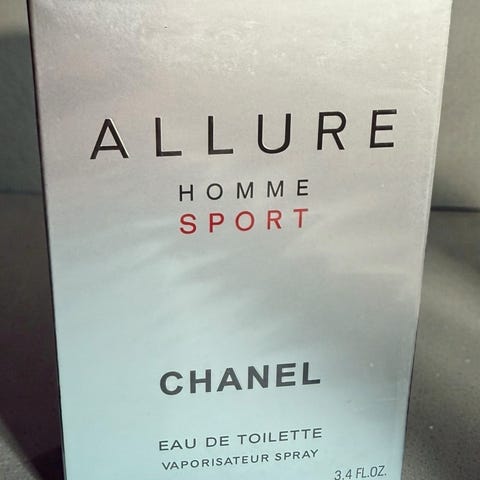 ALLURE
HOMME
SPORT
CHANEL
EAU DE TOILETTE
VAPORISATEUR SPRAY
3.4 FL.OZ.